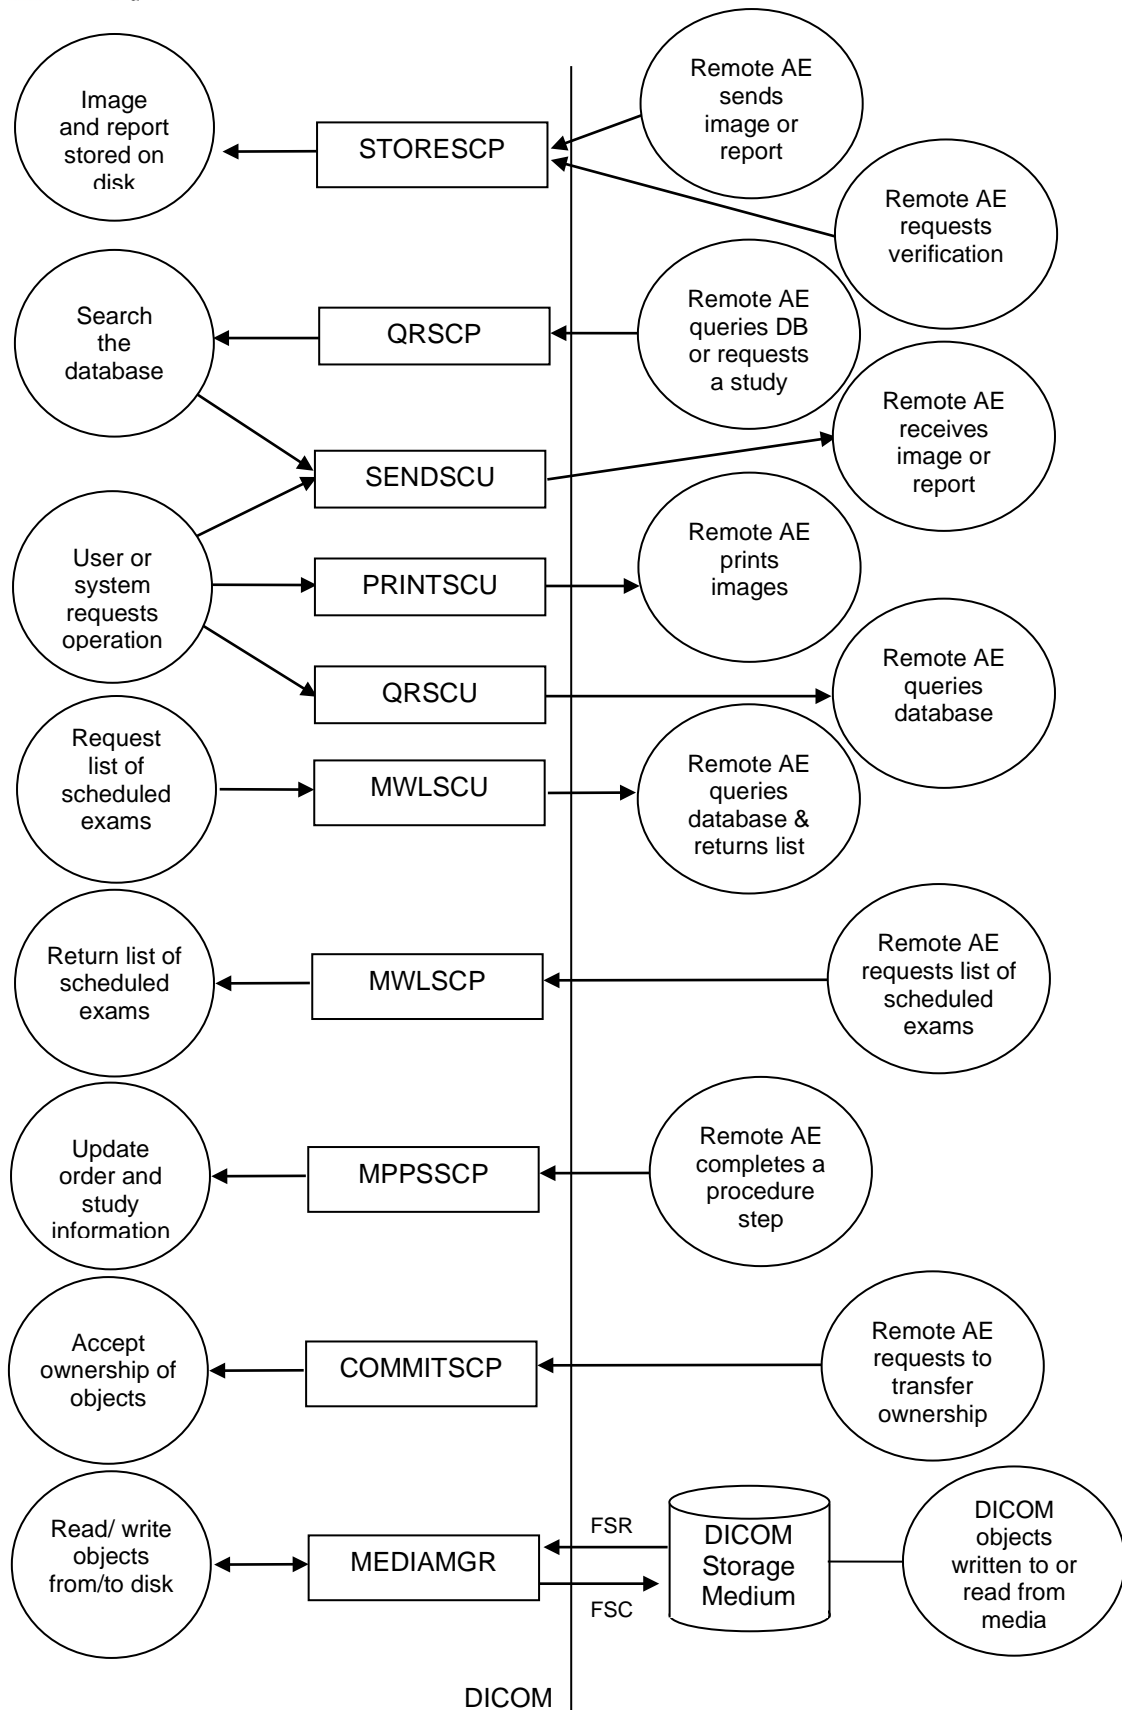 Image
and report
stored on
disk
STORESCP
Remote AE
sends
image or
report
Remote AE
requests
verification
Search
the
database
QRSCP
Remote AE
queries DB
or requests
a study
SENDSCU
Remote AE
receives
image or
report
User or
system
requests
operation
PRINTSCU
Remote AE
prints
images
QRSCU
Remote AE
queries
database
Request
list of
scheduled
exams
MWLSCU
Remote AE
queries
database &
returns list
Return list of
scheduled
exams
MWLSCP
Remote AE
requests list of
scheduled
exams
Update
order and
study
information
MPPSSCP
Remote AE
completes a
procedure
step
Accept
ownership of
objects
COMMITSCP
Remote AE
requests to
transfer
ownership
Read/ write
objects
from/to disk
MEDIAMGR
FSR
FSC
DICOM
Storage
Medium
DICOM
objects
written to or
read from
media
DICOM